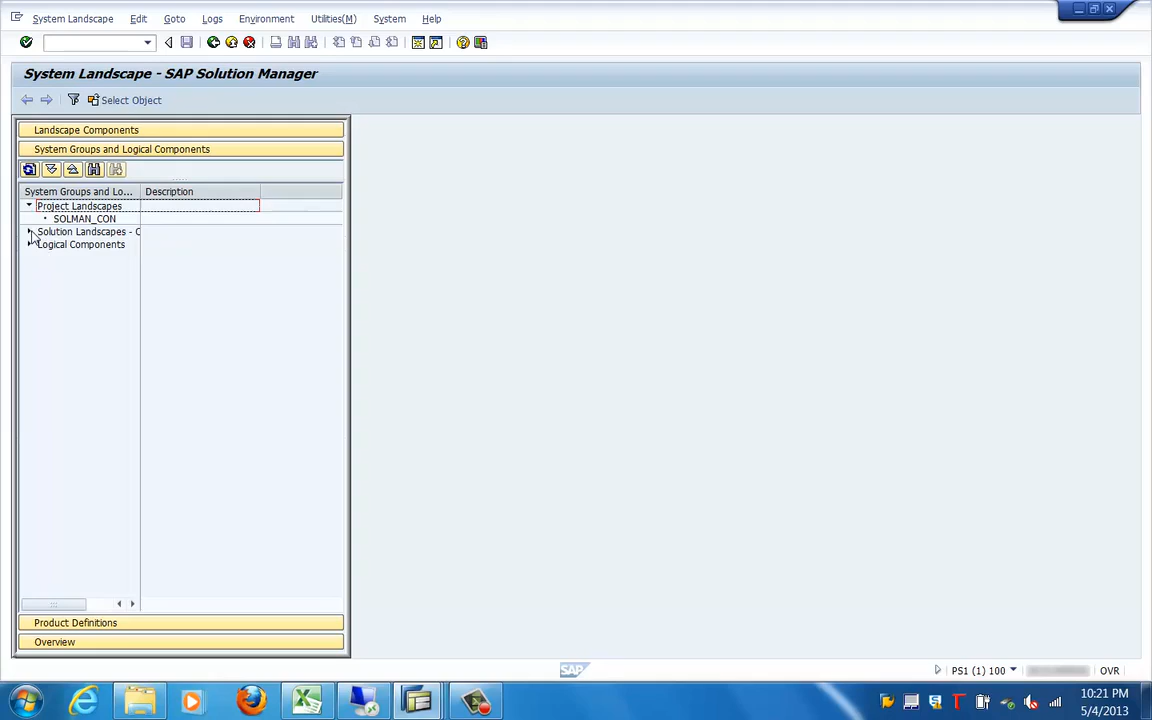 System Landscape Edit Goto Logs Environment Utilities(M) System Help
System Landscape - SAP Solution Manager
Select Object
Landscape Components
System Groups and Logical Components
System Groups and Lo... Description
Project Landscapes
SOLMAN_CON
Solution Landscapes - O
Logical Components
Product Definitions
Overview
SAP
PS1 (1) 100 OVR
10:21 PM
5/4/2013